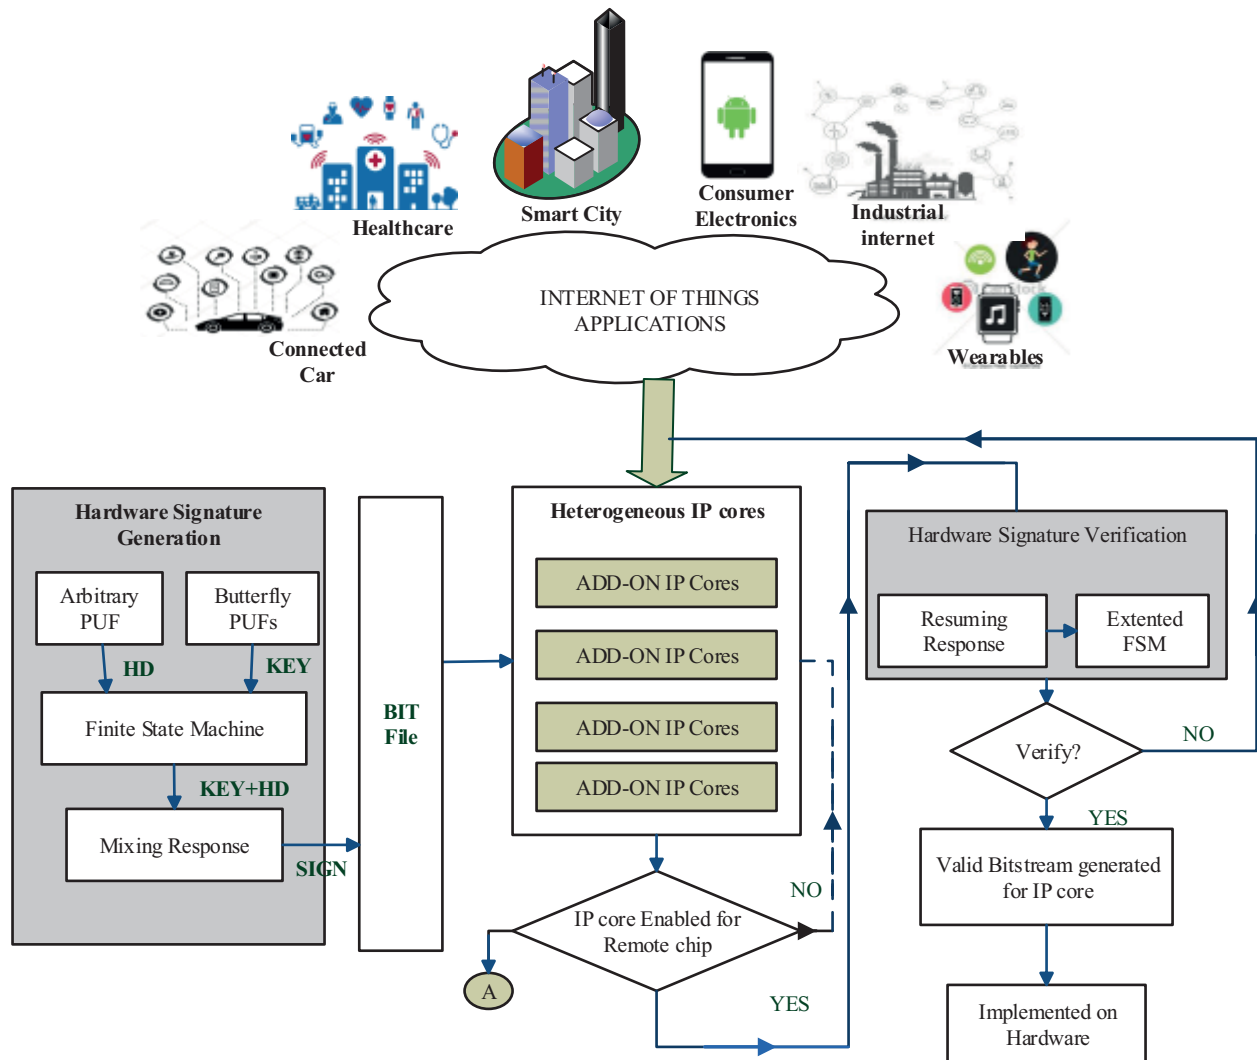 Healthcare
Smart City
Consumer
Electronics
Industrial
internet
Connected
Car
INTERNET OF THINGS
APPLICATIONS
Wearables
Hardware Signature
Generation
Arbitrary
PUF
Butterfly
PUFs
HD
KEY
Finite State Machine
KEY+HD
Mixing Response
SIGN
BIT
File
Heterogeneous IP cores
ADD-ON IP Cores
ADD-ON IP Cores
ADD-ON IP Cores
ADD-ON IP Cores
IP core Enabled for
Remote chip
NO
YES
A
Hardware Signature Verification
Resuming
Response
Extented
FSM
Verify?
NO
YES
Valid Bitstream generated
for IP core
Implemented on
Hardware